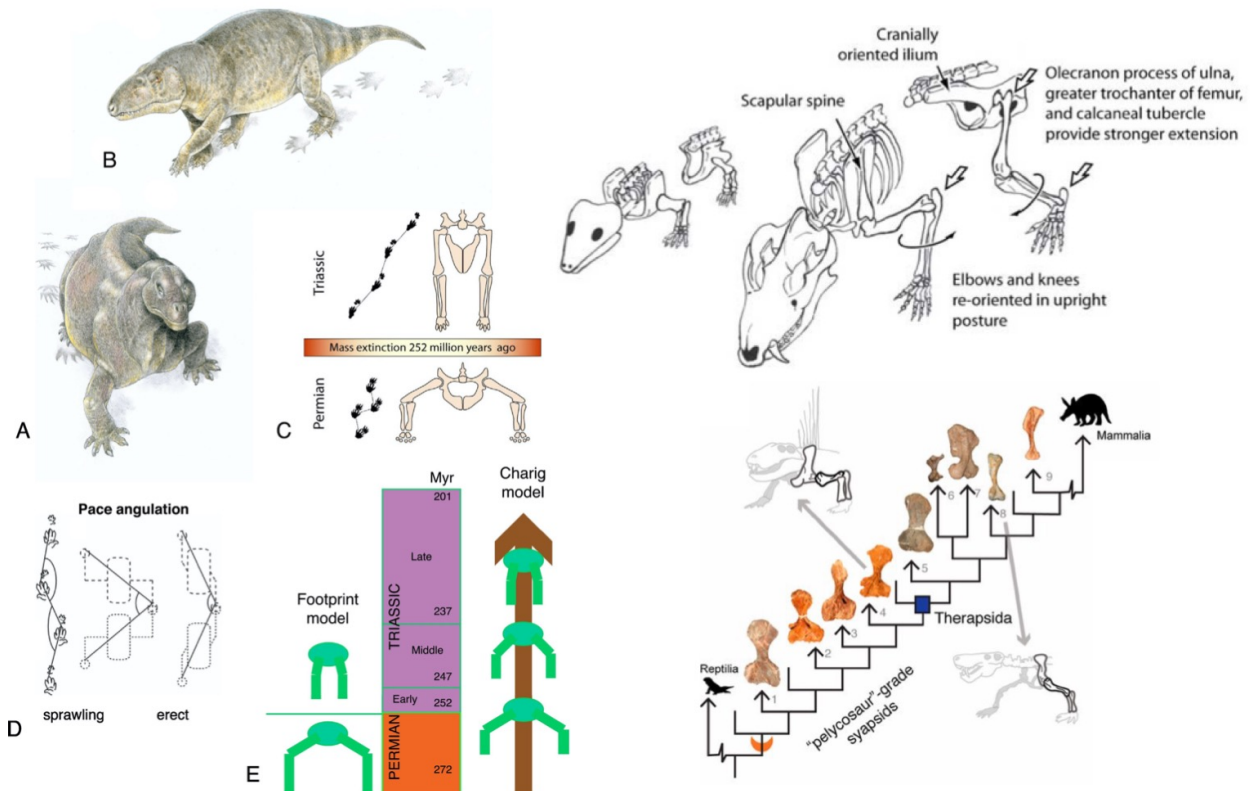 B
A
Triassic
Mass extinction 252 million years ago
Permian
C
Pace angulation
sprawling
erect
D
Footprint
model
Myr
201
Late
237
TRIASSIC
Middle
247
Early
252
PERMIAN
272
Charig
model
E
Cranially
oriented ilium
Scapular spine
Olecranon process of ulna,
greater trochanter of femur,
and calcaneal tubercle
provide stronger extension
Elbows and knees
re-oriented in upright
posture
Mammalia
9
6
7
8
5
4
Therapsida
3
2
Reptilia
1
"pelycosaur"-grade
syapsids